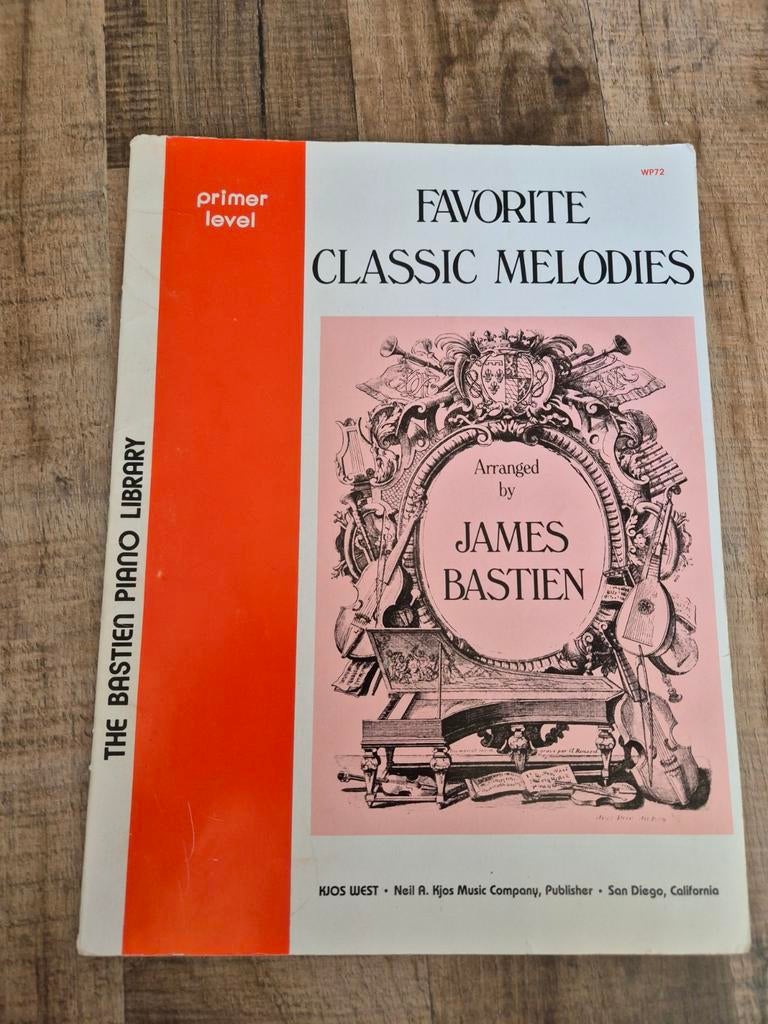 WP72
primer
level
FAVORITE
CLASSIC MELODIES
Arranged
by
JAMES
BASTIEN
THE BASTIEN PIANO LIBRARY
KJOS WEST • Neil A. Kjos Music Company, Publisher • San Diego, California